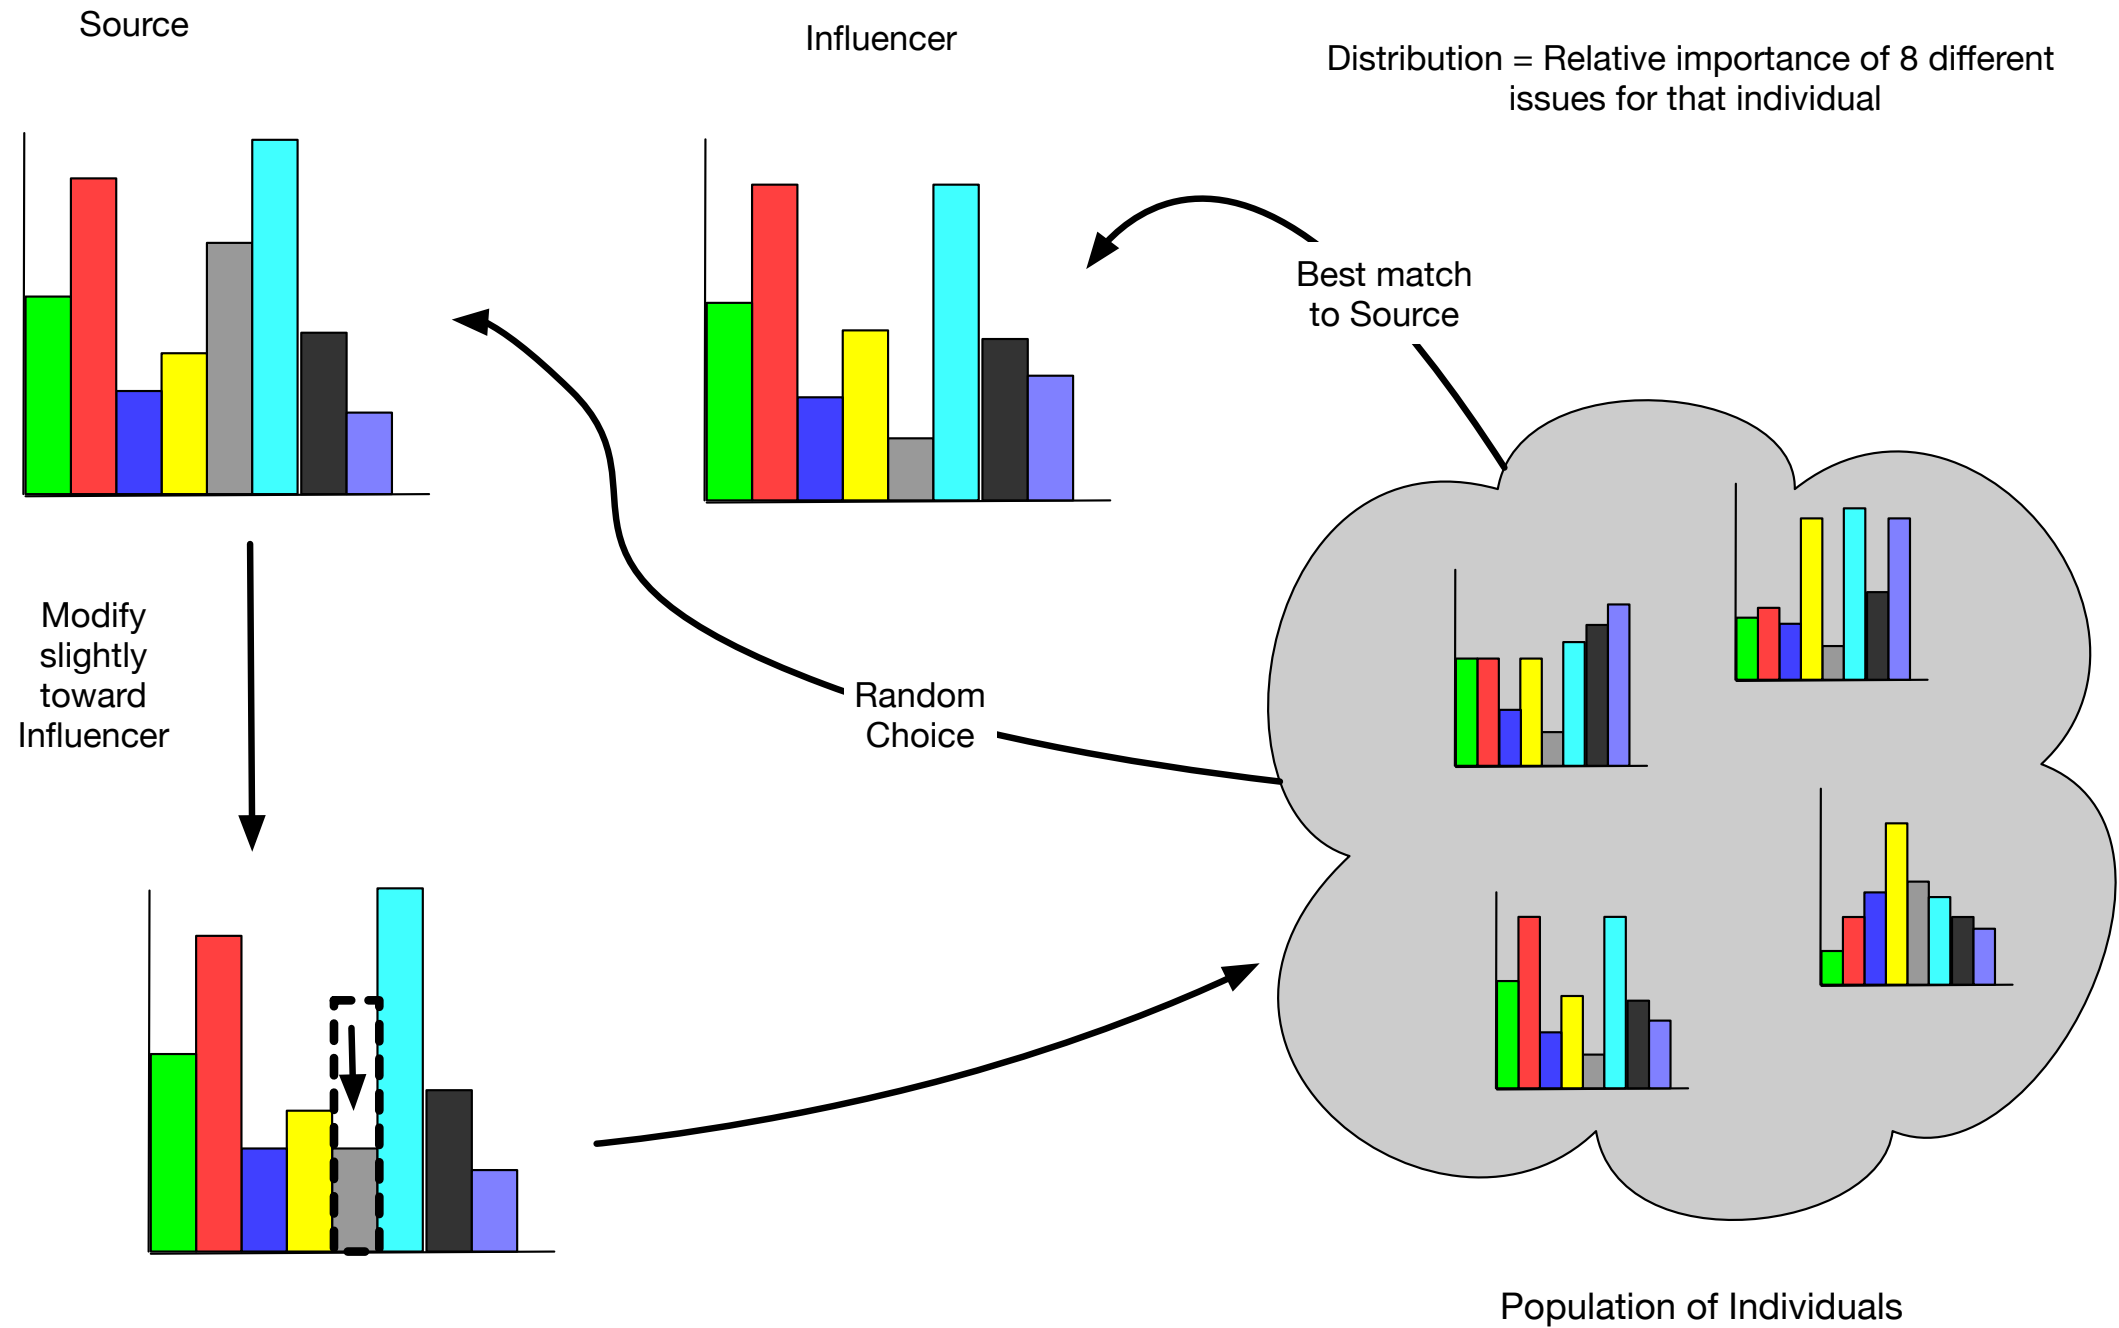 Source
Influencer
Distribution = Relative importance of 8 different
issues for that individual
Best match
to Source
Modify
slightly
toward
Influencer
Random
Choice
Population of Individuals